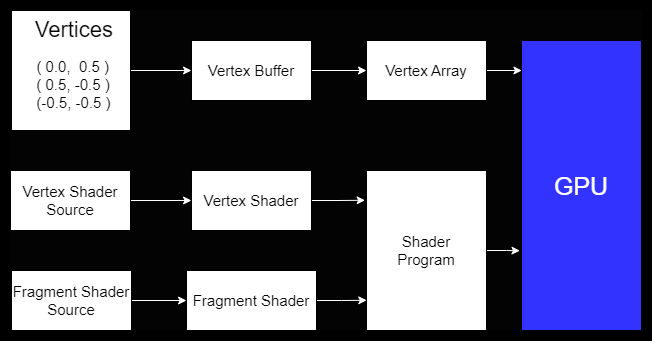 Vertices
( 0.0,  0.5 )
( 0.5, -0.5 )
(-0.5, -0.5 )
Vertex Buffer
Vertex Array
GPU
Vertex Shader
Source
Vertex Shader
Shader
Program
Fragment Shader
Source
Fragment Shader